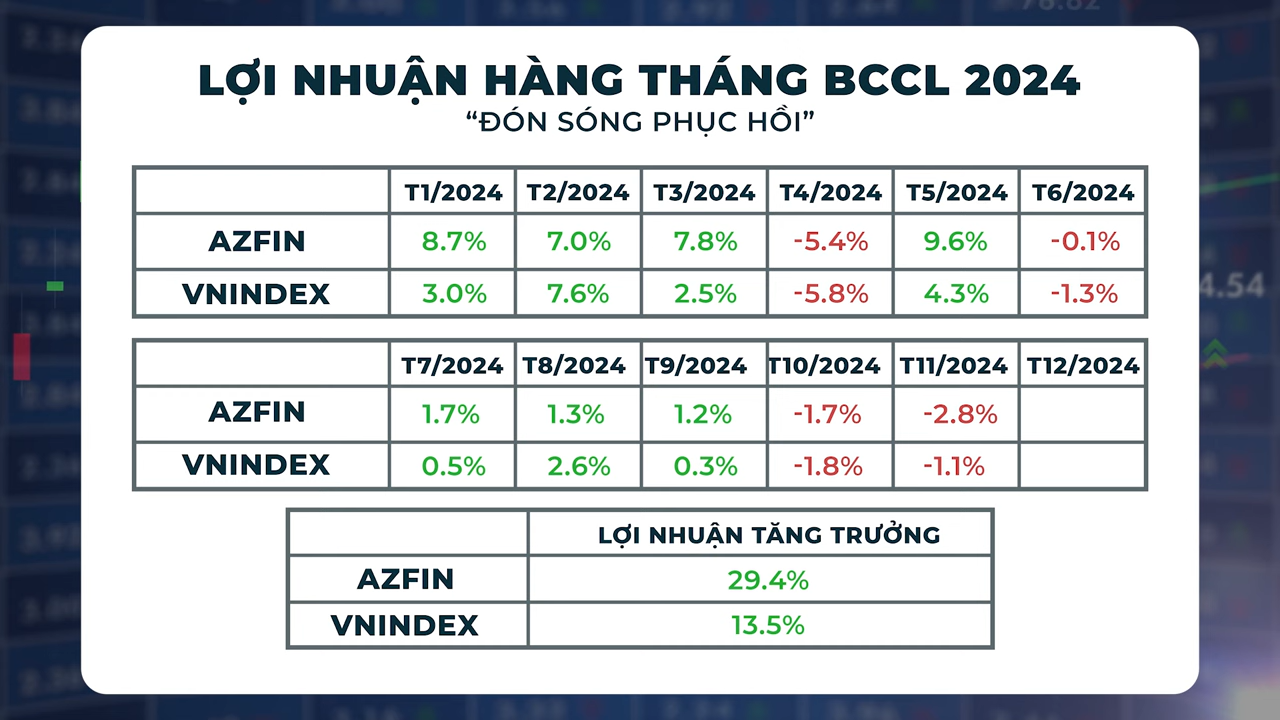 LỢI NHUẬN HÀNG THÁNG BCCL 2024
“ĐÓN SÓNG PHỤC HỒI”
T1/2024 T2/2024 T3/2024 T4/2024 T5/2024 T6/2024
AZFIN 8.7% 7.0% 7.8% -5.4% 9.6% -0.1%
VNINDEX 3.0% 7.6% 2.5% -5.8% 4.3% -1.3%
T7/2024 T8/2024 T9/2024 T10/2024 T11/2024 T12/2024
AZFIN 1.7% 1.3% 1.2% -1.7% -2.8%
VNINDEX 0.5% 2.6% 0.3% -1.8% -1.1%
LỢI NHUẬN TĂNG TRƯỞNG
AZFIN 29.4%
VNINDEX 13.5%
4.54